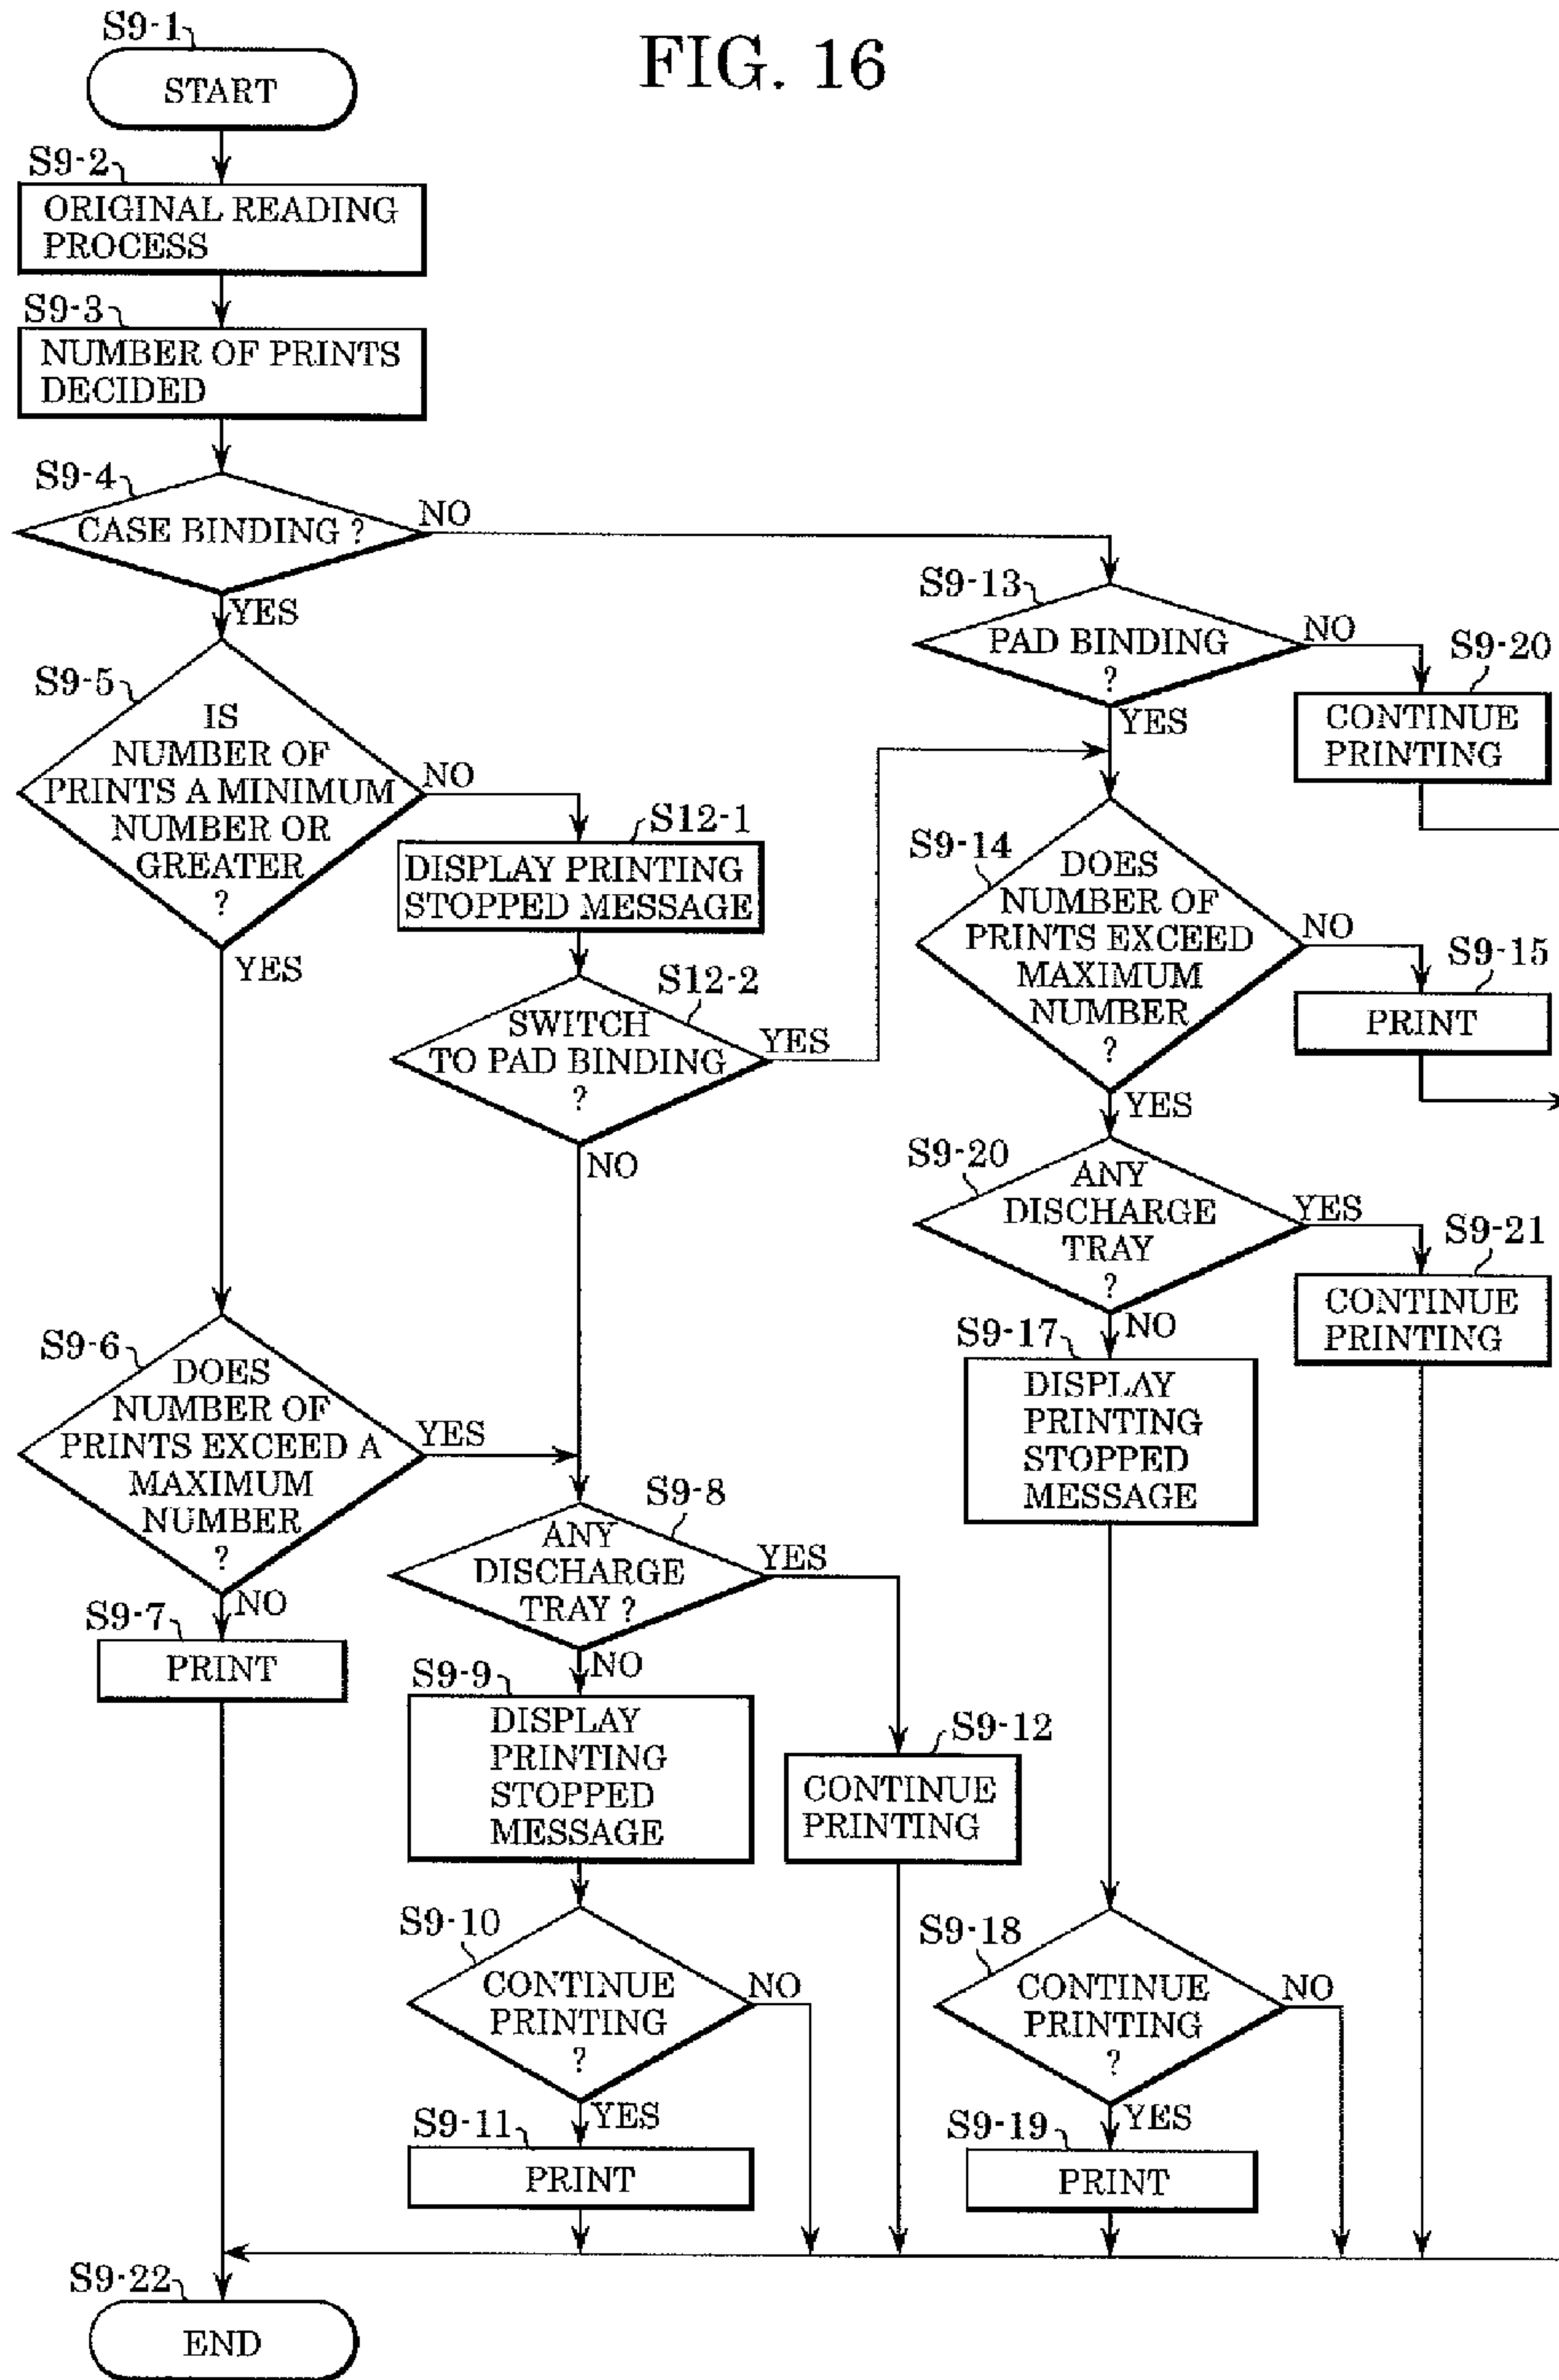 FIG. 16
S9-1
START
S9-2
ORIGINAL READING
PROCESS
S9-3
NUMBER OF PRINTS
DECIDED
S9-4
CASE BINDING ?
NO
YES
S9-5
IS
NUMBER OF
PRINTS A MINIMUM
NUMBER OR
GREATER
?
NO
YES
S12-1
DISPLAY PRINTING
STOPPED MESSAGE
S12-2
SWITCH
TO PAD BINDING
?
YES
NO
S9-6
DOES
NUMBER OF
PRINTS EXCEED A
MAXIMUM
NUMBER
?
YES
NO
S9-7
PRINT
S9-8
ANY
DISCHARGE
TRAY ?
YES
NO
S9-9
DISPLAY
PRINTING
STOPPED
MESSAGE
S9-12
CONTINUE
PRINTING
S9-10
CONTINUE
PRINTING
?
NO
YES
S9-11
PRINT
S9-13
PAD BINDING
?
NO
YES
S9-20
CONTINUE
PRINTING
S9-14
DOES
NUMBER OF
PRINTS EXCEED
MAXIMUM
NUMBER
?
NO
YES
S9-15
PRINT
S9-20
ANY
DISCHARGE
TRAY
?
YES
NO
S9-21
CONTINUE
PRINTING
S9-17
DISPLAY
PRINTING
STOPPED
MESSAGE
S9-18
CONTINUE
PRINTING
?
NO
YES
S9-19
PRINT
S9-22
END